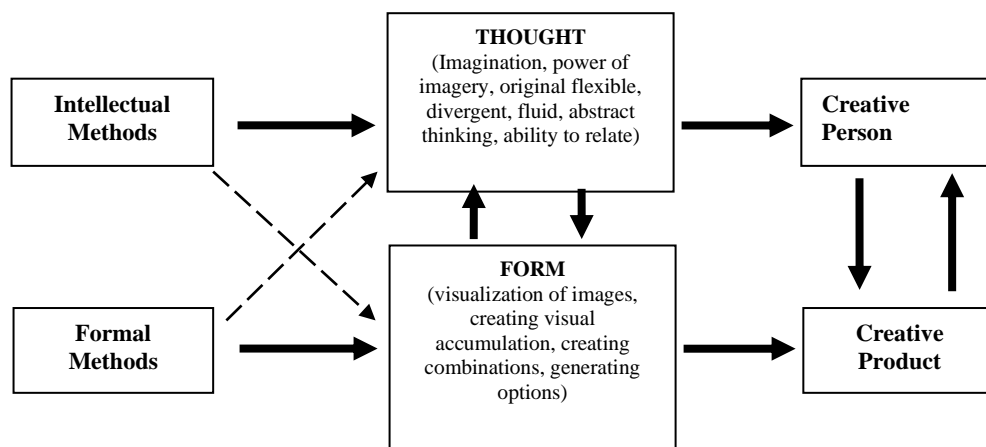 THOUGHT
(Imagination, power of
imagery, original flexible,
divergent, fluid, abstract
thinking, ability to relate)
Intellectual
Methods
Creative
Person
FORM
(visualization of images,
creating visual
accumulation, creating
combinations, generating
options)
Formal
Methods
Creative
Product